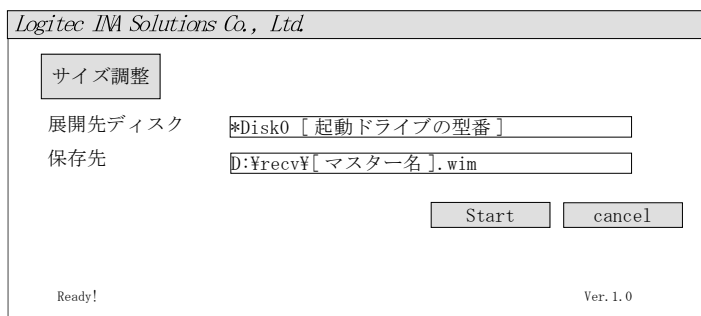 Logitec INA Solutions Co., Ltd.
サイズ調整
展開先ディスク *Disk0 [ 起動ドライブの型番 ]
保存先 D:¥recv¥[ マスター名 ].wim
Start cancel
Ready! Ver.1.0